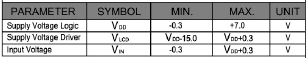 PARAMETER SYMBOL MIN. MAX. UNIT
Supply Voltage Logic VDD -0.3 +7.0 V
Supply Voltage Driver VLCD VDD-15.0 VDD+0.3 V
Input Voltage VIN -0.3 VDD+0.3 V